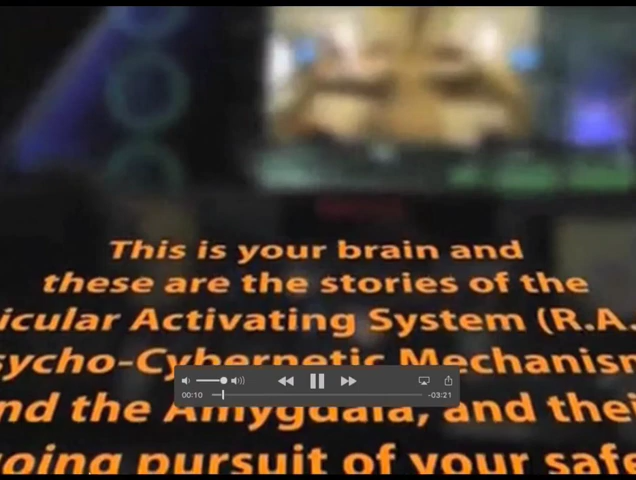 This is your brain and
these are the stories of the
icular Activating System (R.A.
sycho-Cybernetic Mechanism
nd the Amygdala, and thei
going pursuit of your safe
00:10
-03:21